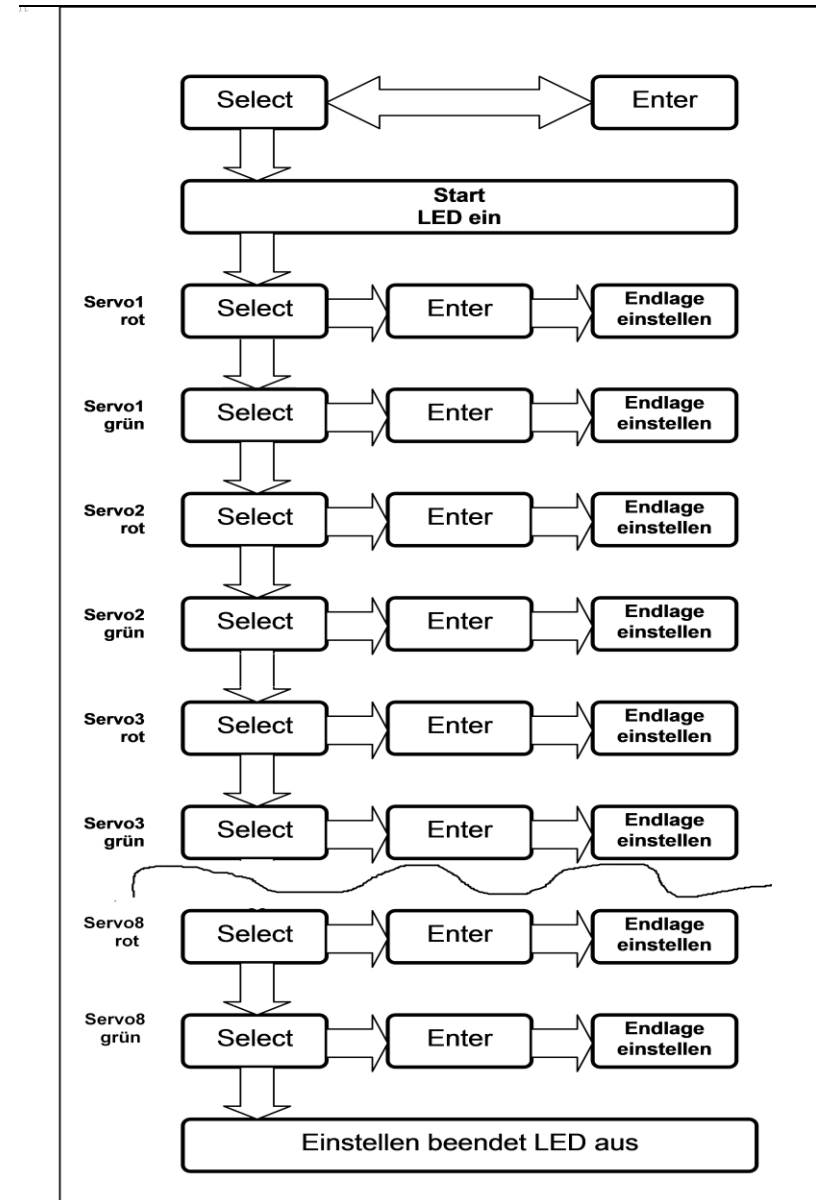 Select Enter
Start
LED ein
Servo1
rot
Select Enter Endlage
einstellen
Servo1
grün
Select Enter Endlage
einstellen
Servo2
rot
Select Enter Endlage
einstellen
Servo2
grün
Select Enter Endlage
einstellen
Servo3
rot
Select Enter Endlage
einstellen
Servo3
grün
Select Enter Endlage
einstellen
Servo8
rot
Select Enter Endlage
einstellen
Servo8
grün
Select Enter Endlage
einstellen
Einstellen beendet LED aus